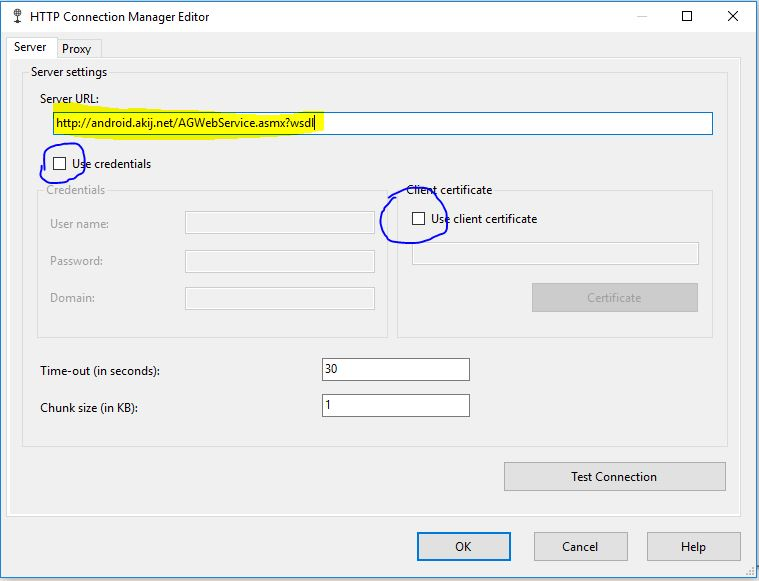 HTTP Connection Manager Editor
Server
Proxy
Server settings
Server URL:
http://android.akij.net/AGWebService.asmx?wsdl
Use credentials
Credentials
Client certificate
User name:
Use client certificate
Password:
Domain:
Certificate
Time-out (in seconds):
30
Chunk size (in KB):
1
Test Connection
OK
Cancel
Help